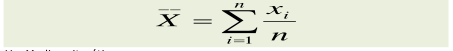 X̿ = ∑_{i=1}^{n} x_i / n